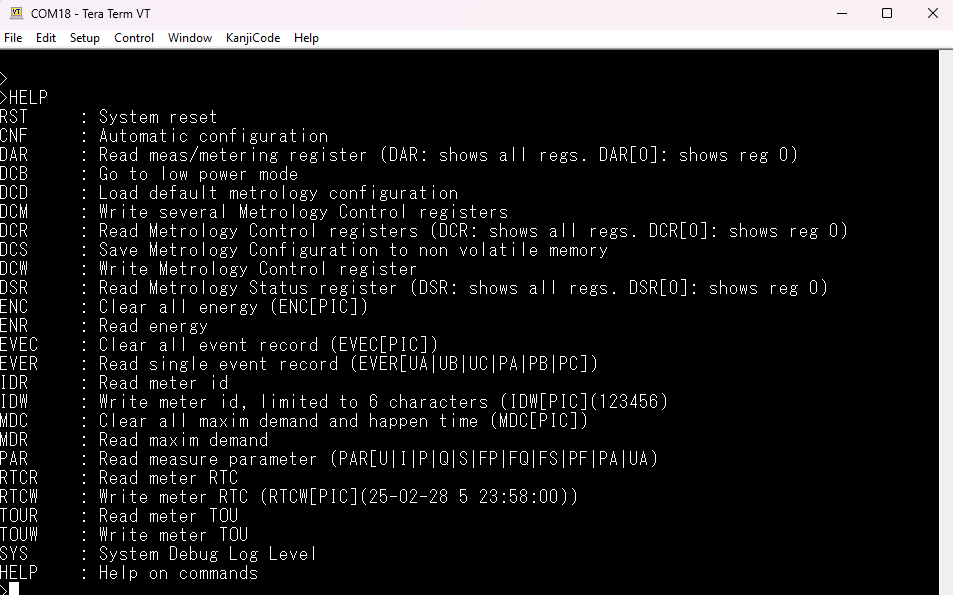 COM18 - Tera Term VT
File Edit Setup Control Window KanjiCode Help
>
>HELP
RST : System reset
CNF : Automatic configuration
DAR : Read meas/metering register (DAR: shows all regs. DAR[0]: shows reg 0)
DCB : Go to low power mode
DCD : Load default metrology configuration
DCM : Write several Metrology Control registers
DCR : Read Metrology Control registers (DCR: shows all regs. DCR[0]: shows reg 0)
DCS : Save Metrology Configuration to non volatile memory
DCW : Write Metrology Control register
DSR : Read Metrology Status register (DSR: shows all regs. DSR[0]: shows reg 0)
ENC : Clear all energy (ENC[PIC])
ENR : Read energy
EVEC : Clear all event record (EVEC[PIC])
EVER : Read single event record (EVER[UA|UB|UC|PA|PB|PC])
IDR : Read meter id
IDW : Write meter id, limited to 6 characters (IDW[PIC](123456)
MDC : Clear all maxim demand and happen time (MDC[PIC])
MDR : Read maxim demand
PAR : Read measure parameter (PAR[U|I|P|Q|S|FP|FQ|FS|PF|PA|UA)
RTCR : Read meter RTC
RTCW : Write meter RTC (RTCW[PIC](25-02-28 5 23:58:00))
TOUR : Read meter TOU
TOUW : Write meter TOU
SYS : System Debug Log Level
HELP : Help on commands
>